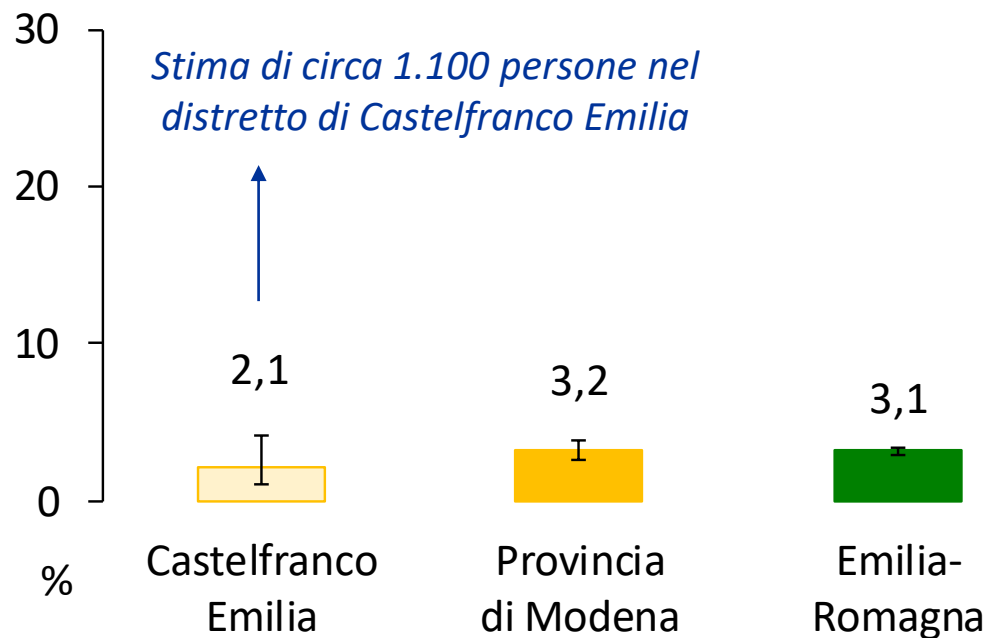 30
Stima di circa 1.100 persone nel
distretto di Castelfranco Emilia
20
10
2,1
3,2
3,1
0
%
Castelfranco
Emilia
Provincia
di Modena
Emilia-
Romagna